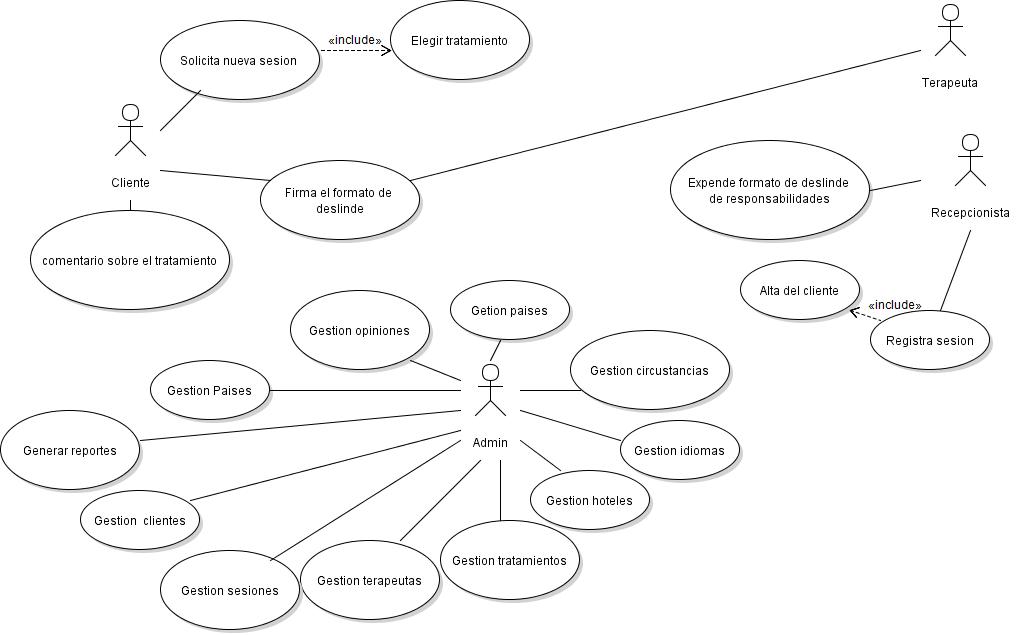 Solicita nueva sesion
«include»
Elegir tratamiento
Terapeuta
Cliente
Firma el formato de
deslinde
Expende formato de deslinde
de responsabilidades
Recepcionista
comentario sobre el tratamiento
Alta del cliente
«include»
Registra sesion
Gestion opiniones
Getion paises
Gestion circustancias
Gestion Paises
Admin
Generar reportes
Gestion idiomas
Gestion hoteles
Gestion  clientes
Gestion sesiones
Gestion terapeutas
Gestion tratamientos